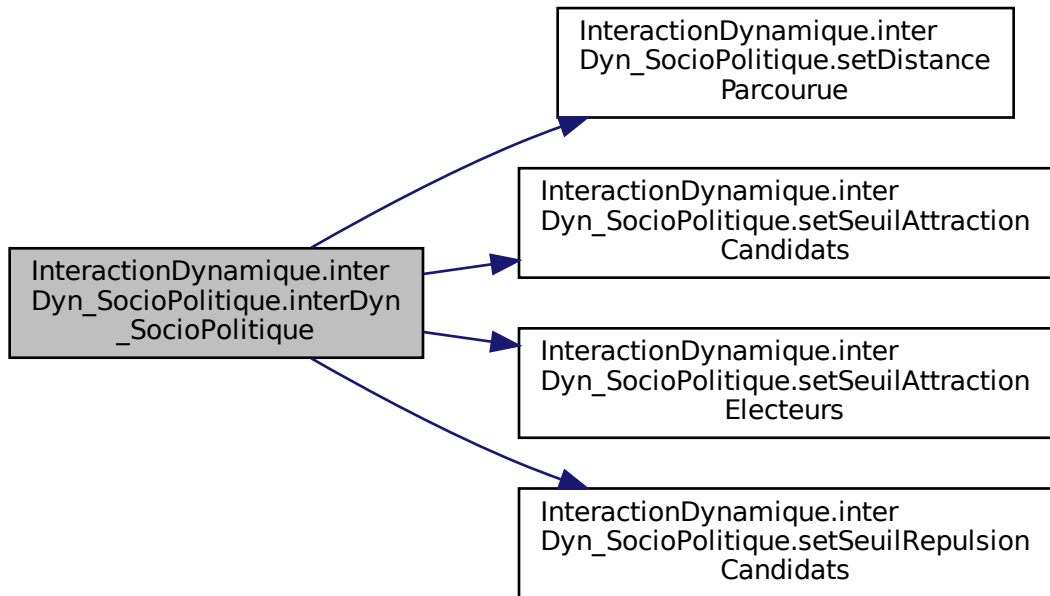 InteractionDynamique.inter
Dyn_SocioPolitique.setDistance
Parcourue
InteractionDynamique.inter
Dyn_SocioPolitique.setSeuilAttraction
Candidats
InteractionDynamique.inter
Dyn_SocioPolitique.interDyn
_SocioPolitique
InteractionDynamique.inter
Dyn_SocioPolitique.setSeuilAttraction
Electeurs
InteractionDynamique.inter
Dyn_SocioPolitique.setSeuilRepulsion
Candidats